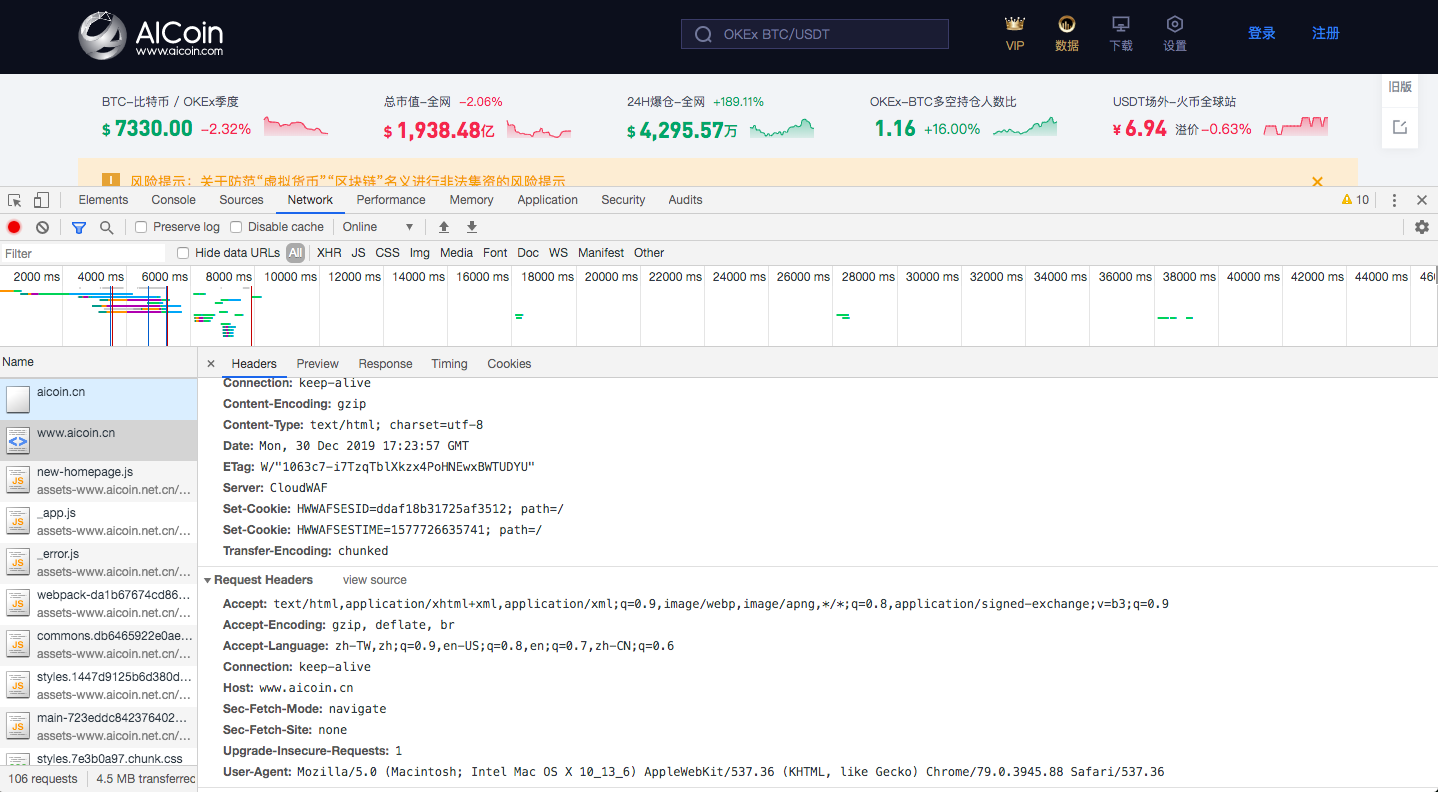 AICoin
www.aicoin.com
OKEx BTC/USDT
VIP
数据
下载
设置
登录
注册
旧版
BTC-比特币 / OKEx季度
$ 7330.00 -2.32%
总市值-全网 -2.06%
$ 1,938.48亿
24H爆仓-全网 +189.11%
$ 4,295.57万
OKEx-BTC多空持仓人数比
1.16 +16.00%
USDT场外-火币全球站
¥ 6.94 溢价 -0.63%
风险提示：关于防范“虚拟货币”“区块链”名义进行非法集资的风险提示
Elements Console Sources Network Performance Memory Application Security Audits 10
Preserve log Disable cache Online
Filter Hide data URLs All XHR JS CSS Img Media Font Doc WS Manifest Other
2000 ms 4000 ms 6000 ms 8000 ms 10000 ms 12000 ms 14000 ms 16000 ms 18000 ms 20000 ms 22000 ms 24000 ms 26000 ms 28000 ms 30000 ms 32000 ms 34000 ms 36000 ms 38000 ms 40000 ms 42000 ms 44000 ms 460
Name
aicoin.cn
www.aicoin.cn
new-homepage.js
assets-www.aicoin.net.cn/...
_app.js
assets-www.aicoin.net.cn/...
_error.js
assets-www.aicoin.net.cn/...
webpack-da1b67674cd86...
assets-www.aicoin.net.cn/...
commons.db6465922e0ae...
assets-www.aicoin.net.cn/...
styles.1447d9125b6d380d...
assets-www.aicoin.net.cn/...
main-723eddc842376402...
assets-www.aicoin.net.cn/...
styles.7e3b0a97.chunk.css
106 requests 4.5 MB transferred
Headers Preview Response Timing Cookies
Connection: keep-alive
Content-Encoding: gzip
Content-Type: text/html; charset=utf-8
Date: Mon, 30 Dec 2019 17:23:57 GMT
ETag: W/"1063c7-i7TzqTblXkzx4PoHNEwxBWTUDYU"
Server: CloudWAF
Set-Cookie: HWWAFSESID=ddaf18b31725af3512; path=/
Set-Cookie: HWWAFSESTIME=1577726635741; path=/
Transfer-Encoding: chunked
Request Headers view source
Accept: text/html,application/xhtml+xml,application/xml;q=0.9,image/webp,image/apng,*/*;q=0.8,application/signed-exchange;v=b3;q=0.9
Accept-Encoding: gzip, deflate, br
Accept-Language: zh-TW,zh;q=0.9,en-US;q=0.8,en;q=0.7,zh-CN;q=0.6
Connection: keep-alive
Host: www.aicoin.cn
Sec-Fetch-Mode: navigate
Sec-Fetch-Site: none
Upgrade-Insecure-Requests: 1
User-Agent: Mozilla/5.0 (Macintosh; Intel Mac OS X 10_13_6) AppleWebKit/537.36 (KHTML, like Gecko) Chrome/79.0.3945.88 Safari/537.36